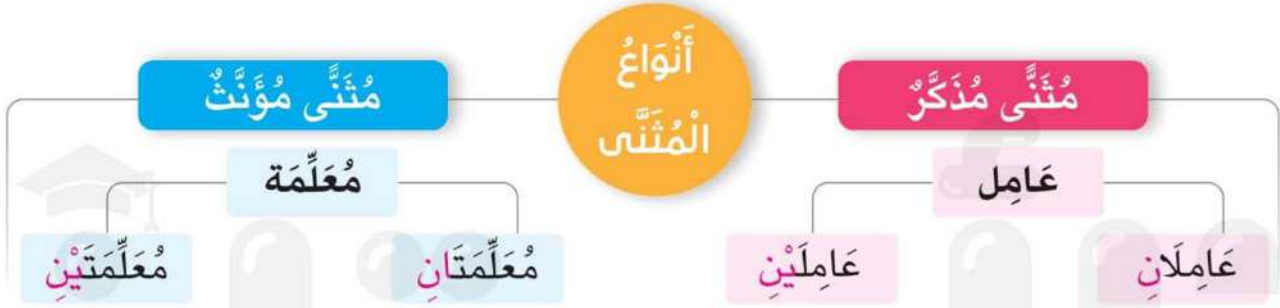 أَنْوَاعُ
الْمُثَنَّى
مُثَنًّى مُذَكَّرٌ
مُثَنًّى مُؤَنَّثٌ
عَامِل
مُعَلِّمَة
عَامِلَانِ
عَامِلَيْنِ
مُعَلِّمَتَانِ
مُعَلِّمَتَيْنِ